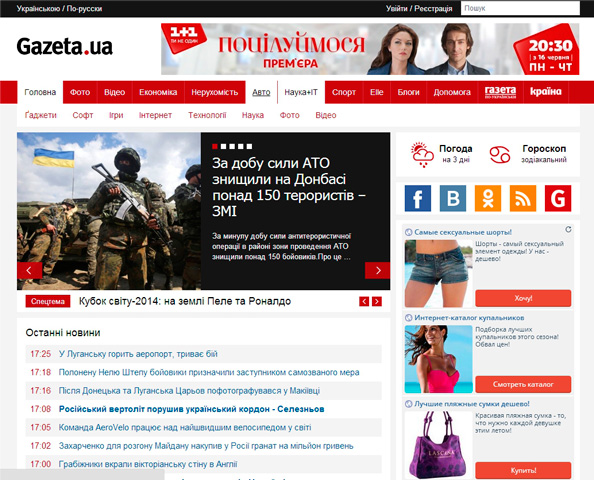 Українською / По-русски
Увійти / Реєстрація
Пошук
Gazeta.ua
1+1
ТИ НЕ ОДИН
ПОЦІЛУЙМОСЯ
ПРЕМ'ЄРА
20:30
з 16 червня
ПН - ЧТ
Головна Фото Відео Економіка Нерухомість Авто Наука+IT Спорт Elle Блоги Допомога газета по-українськи країна
Ґаджети Софт Ігри Інтернет Технології Наука Фото Відео
За добу сили АТО
знищили на Донбасі
понад 150 терористів –
ЗМІ
За минулу добу сили антитерористичної
операції в районі зони проведення АТО
знищили понад 150 бойовиків.Про це ...
Погода
на 3 дні
Гороскоп
зодіакальний
Спецтема Кубок світу-2014: на землі Пеле та Роналдо
Останні новини
17:25 У Луганську горить аеропорт, триває бій
17:18 Полонену Нелю Штепу бойовики призначили заступником самозваного мера
17:16 Після Донецька та Луганська Царьов пофотографувався у Макіївці
17:08 Російський вертоліт порушив український кордон - Селезньов
17:05 Команда AeroVelo працює над найшвидшим велосипедом у світі
17:02 Захарченко для розгону Майдану накупив у Росії гранат на мільйон гривень
17:00 Грабіжники вкрали вікторіанську стіну в Англії
Самые сексуальные шорты!
Шорты - самый сексуальный
элемент одежды! У нас -
дешево!
Хочу!
Интернет-каталог купальников
Подборка лучших
купальников этого сезона!
Обвал цен!
Смотреть каталог
Лучшие пляжные сумки дешево!
Красивая пляжная сумка - то,
что нужно каждой девушке
этим летом!
Купить!